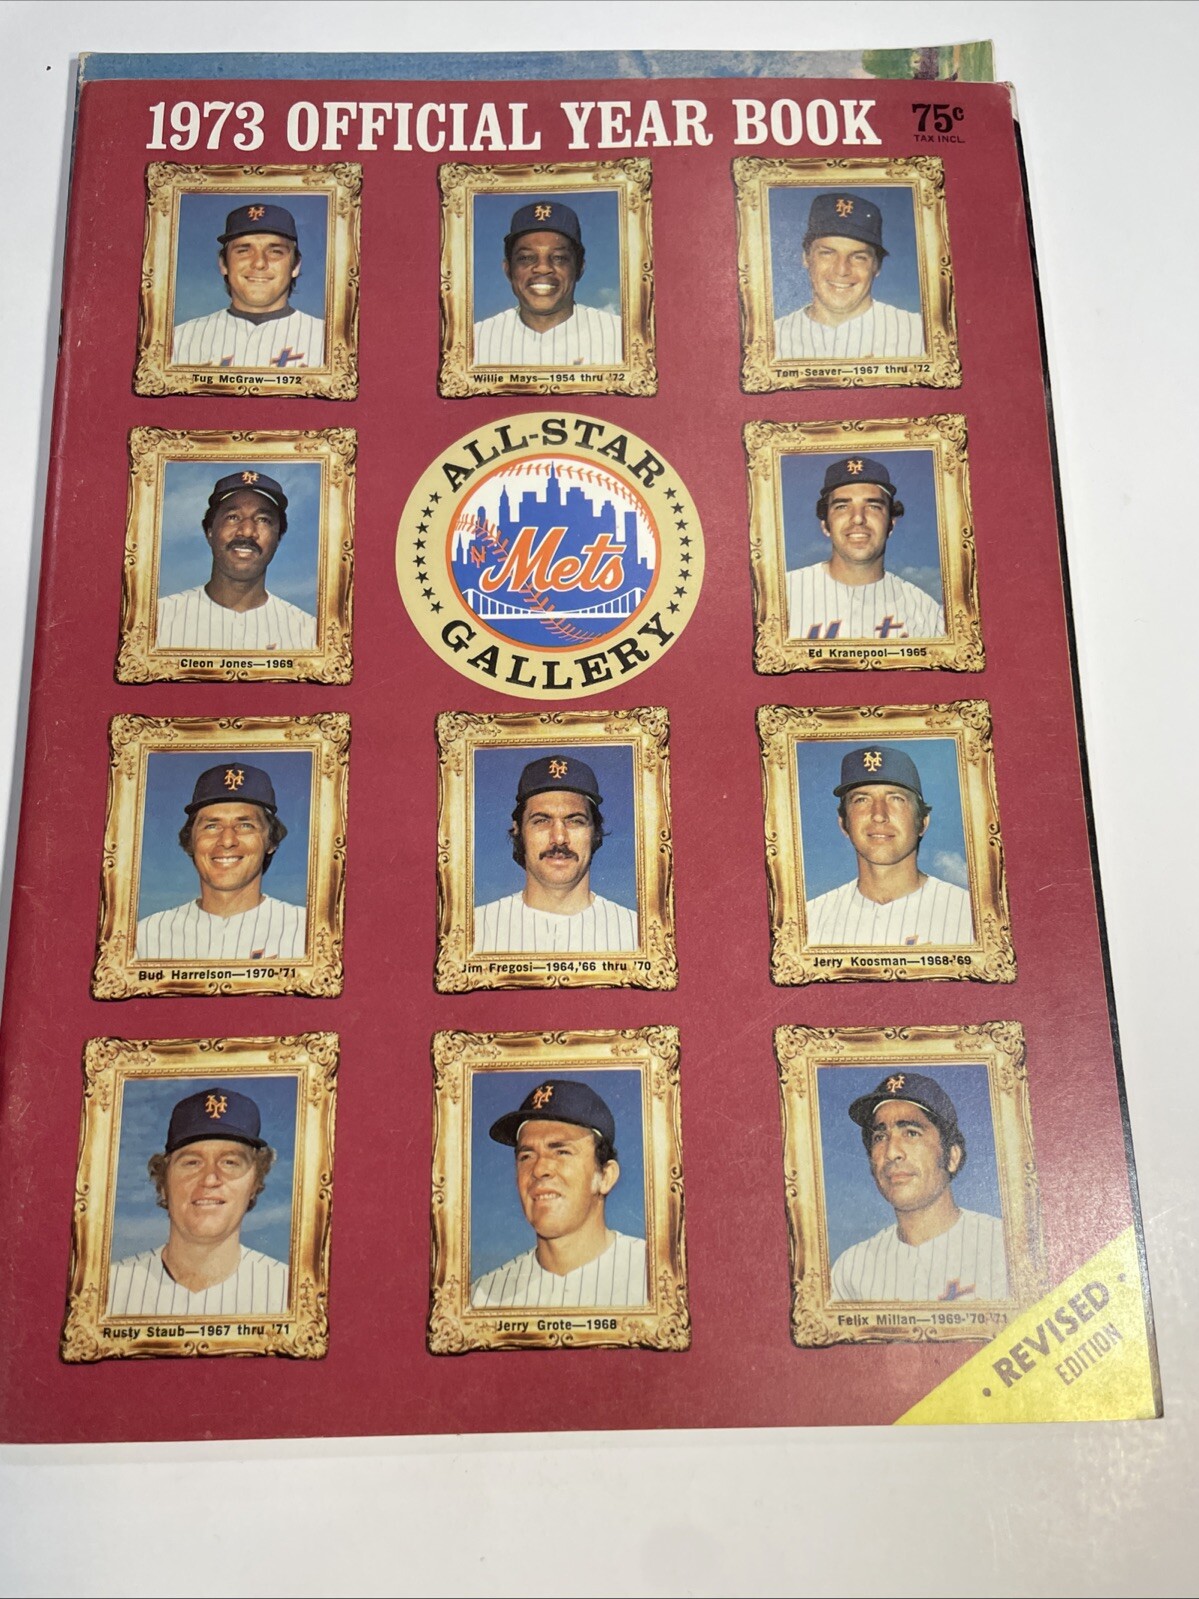 1973 OFFICIAL YEAR BOOK
75c
TAX INCL.
Tug McGraw—1972
Willie Mays—1954 thru '72
Tom Seaver—1967 thru '72
ALL-STAR
Mets
NY
GALLERY
Cleon Jones—1969
Ed Kranepool—1965
Bud Harrelson—1970-'71
Jim Fregosi—1964,'66 thru '70
Jerry Koosman—1968-'69
Rusty Staub—1967 thru '71
Jerry Grote—1968
Felix Millan—1969-'70-'71
• REVISED •
EDITION